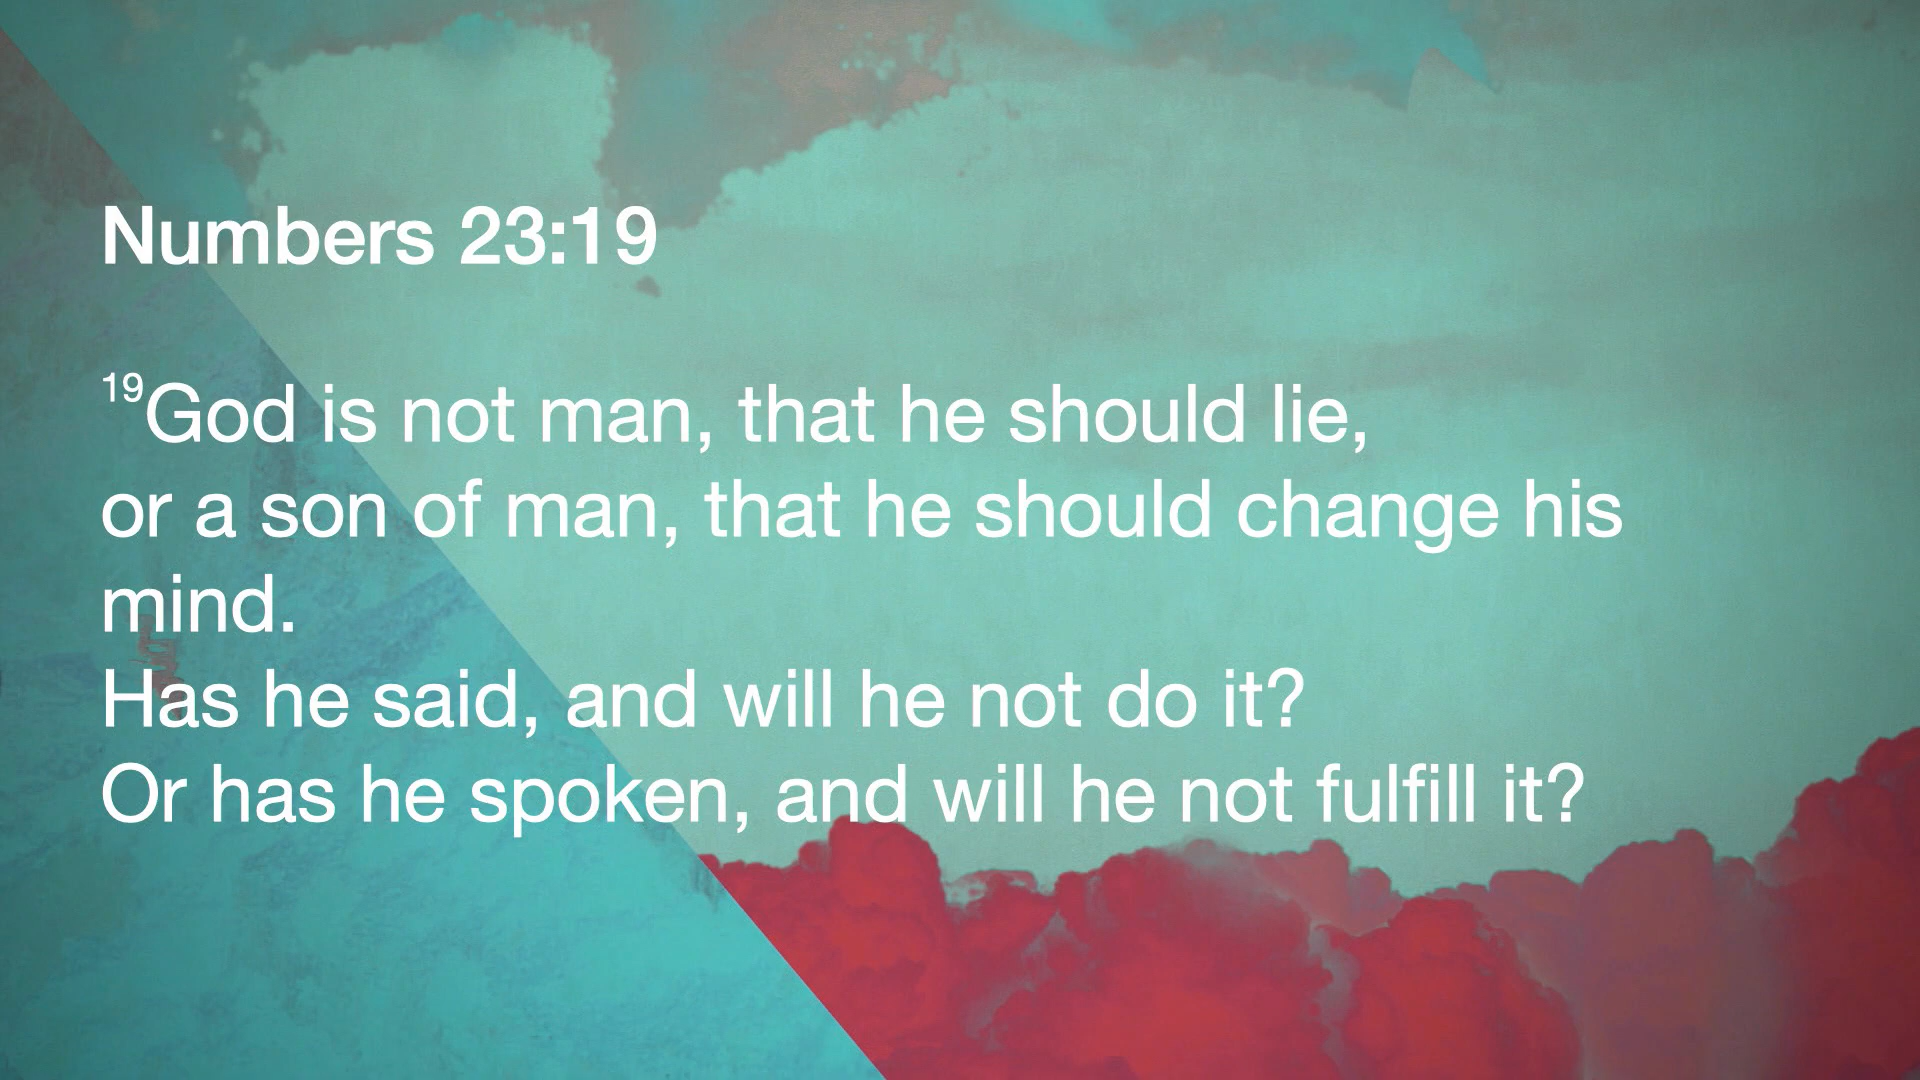 Numbers 23:19
19God is not man, that he should lie,
or a son of man, that he should change his
mind.
Has he said, and will he not do it?
Or has he spoken, and will he not fulfill it?